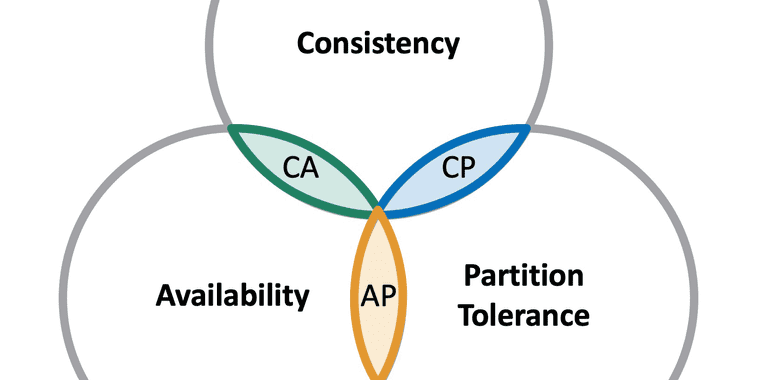 Consistency
CA
CP
Availability
AP
Partition
Tolerance